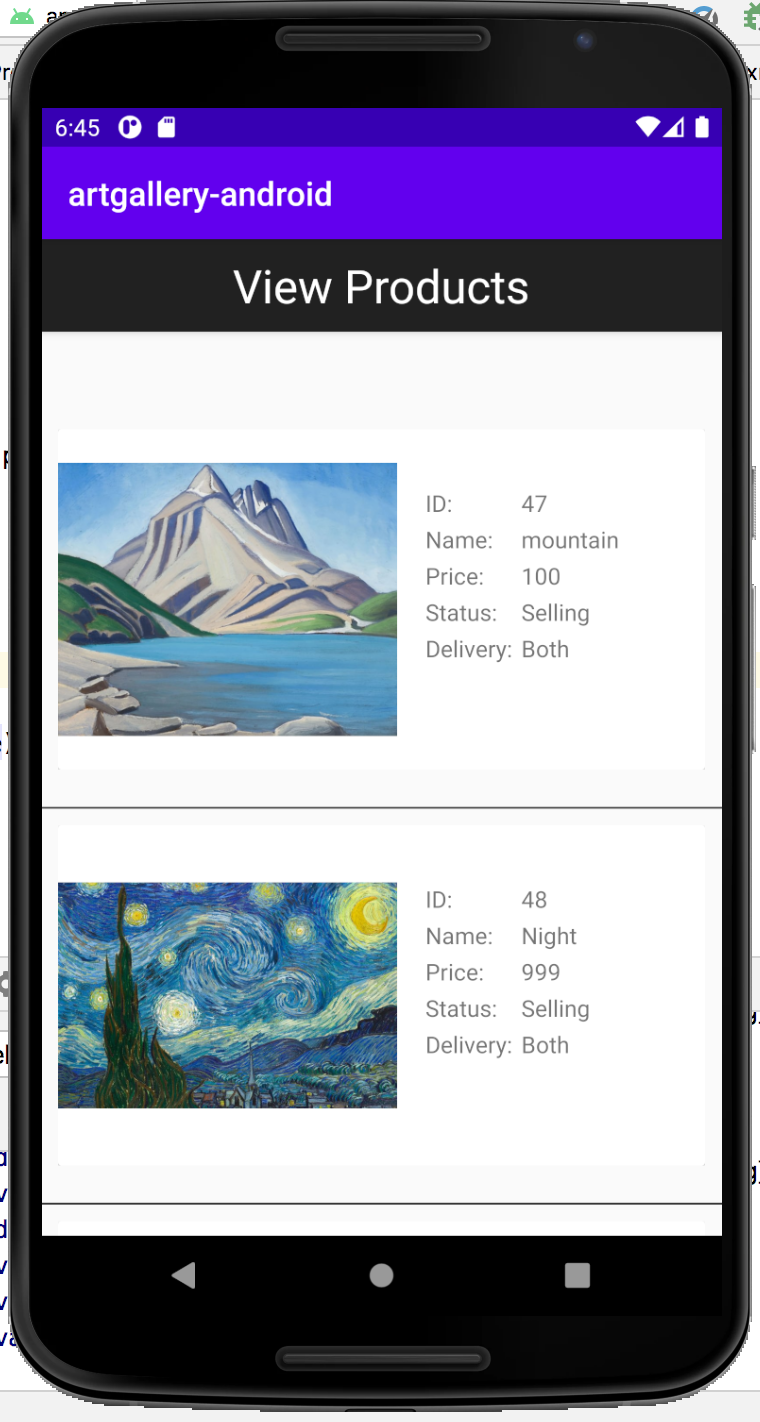 6:45
artgallery-android
View Products
ID: 47
Name: mountain
Price: 100
Status: Selling
Delivery: Both
ID: 48
Name: Night
Price: 999
Status: Selling
Delivery: Both